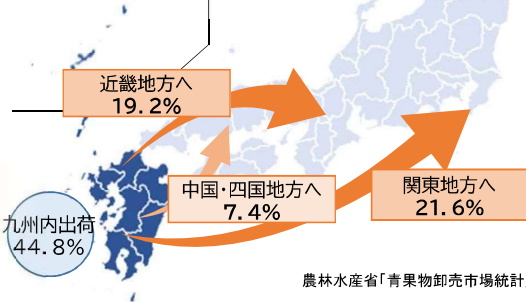 近畿地方へ
19.2%
中国・四国地方へ
7.4%
関東地方へ
21.6%
九州内出荷
44.8%
農林水産省「青果物卸売市場統計